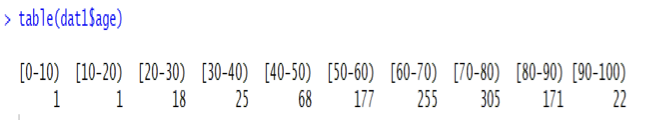 > table(dat1$age)
[0-10) [10-20) [20-30) [30-40) [40-50) [50-60) [60-70) [70-80) [80-90) [90-100)
1 1 18 25 68 177 255 305 171 22